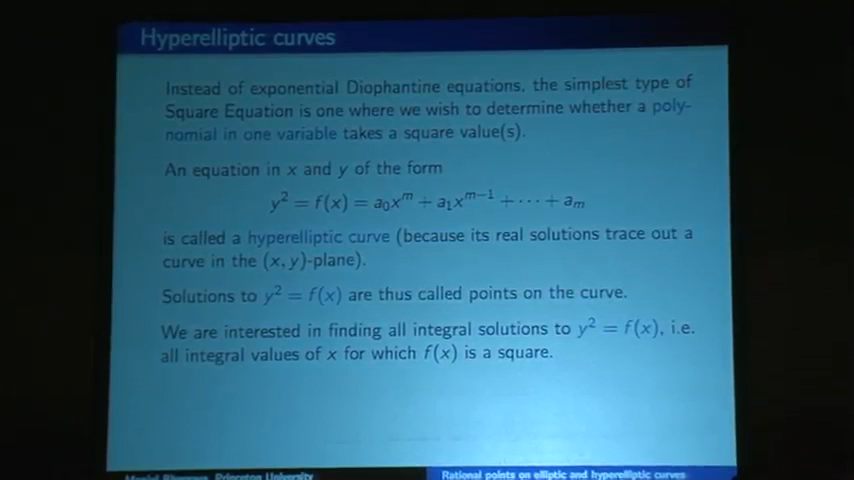 Hyperelliptic curves
Instead of exponential Diophantine equations, the simplest type of
Square Equation is one where we wish to determine whether a poly-
nomial in one variable takes a square value(s).
An equation in x and y of the form
y² = f(x) = a₀xᵐ + a₁xᵐ⁻¹ + ··· + aₘ
is called a hyperelliptic curve (because its real solutions trace out a
curve in the (x, y)-plane).
Solutions to y² = f(x) are thus called points on the curve.
We are interested in finding all integral solutions to y² = f(x), i.e.
all integral values of x for which f(x) is a square.
Manjul Bhargava, Princeton University
Rational points on elliptic and hyperelliptic curves